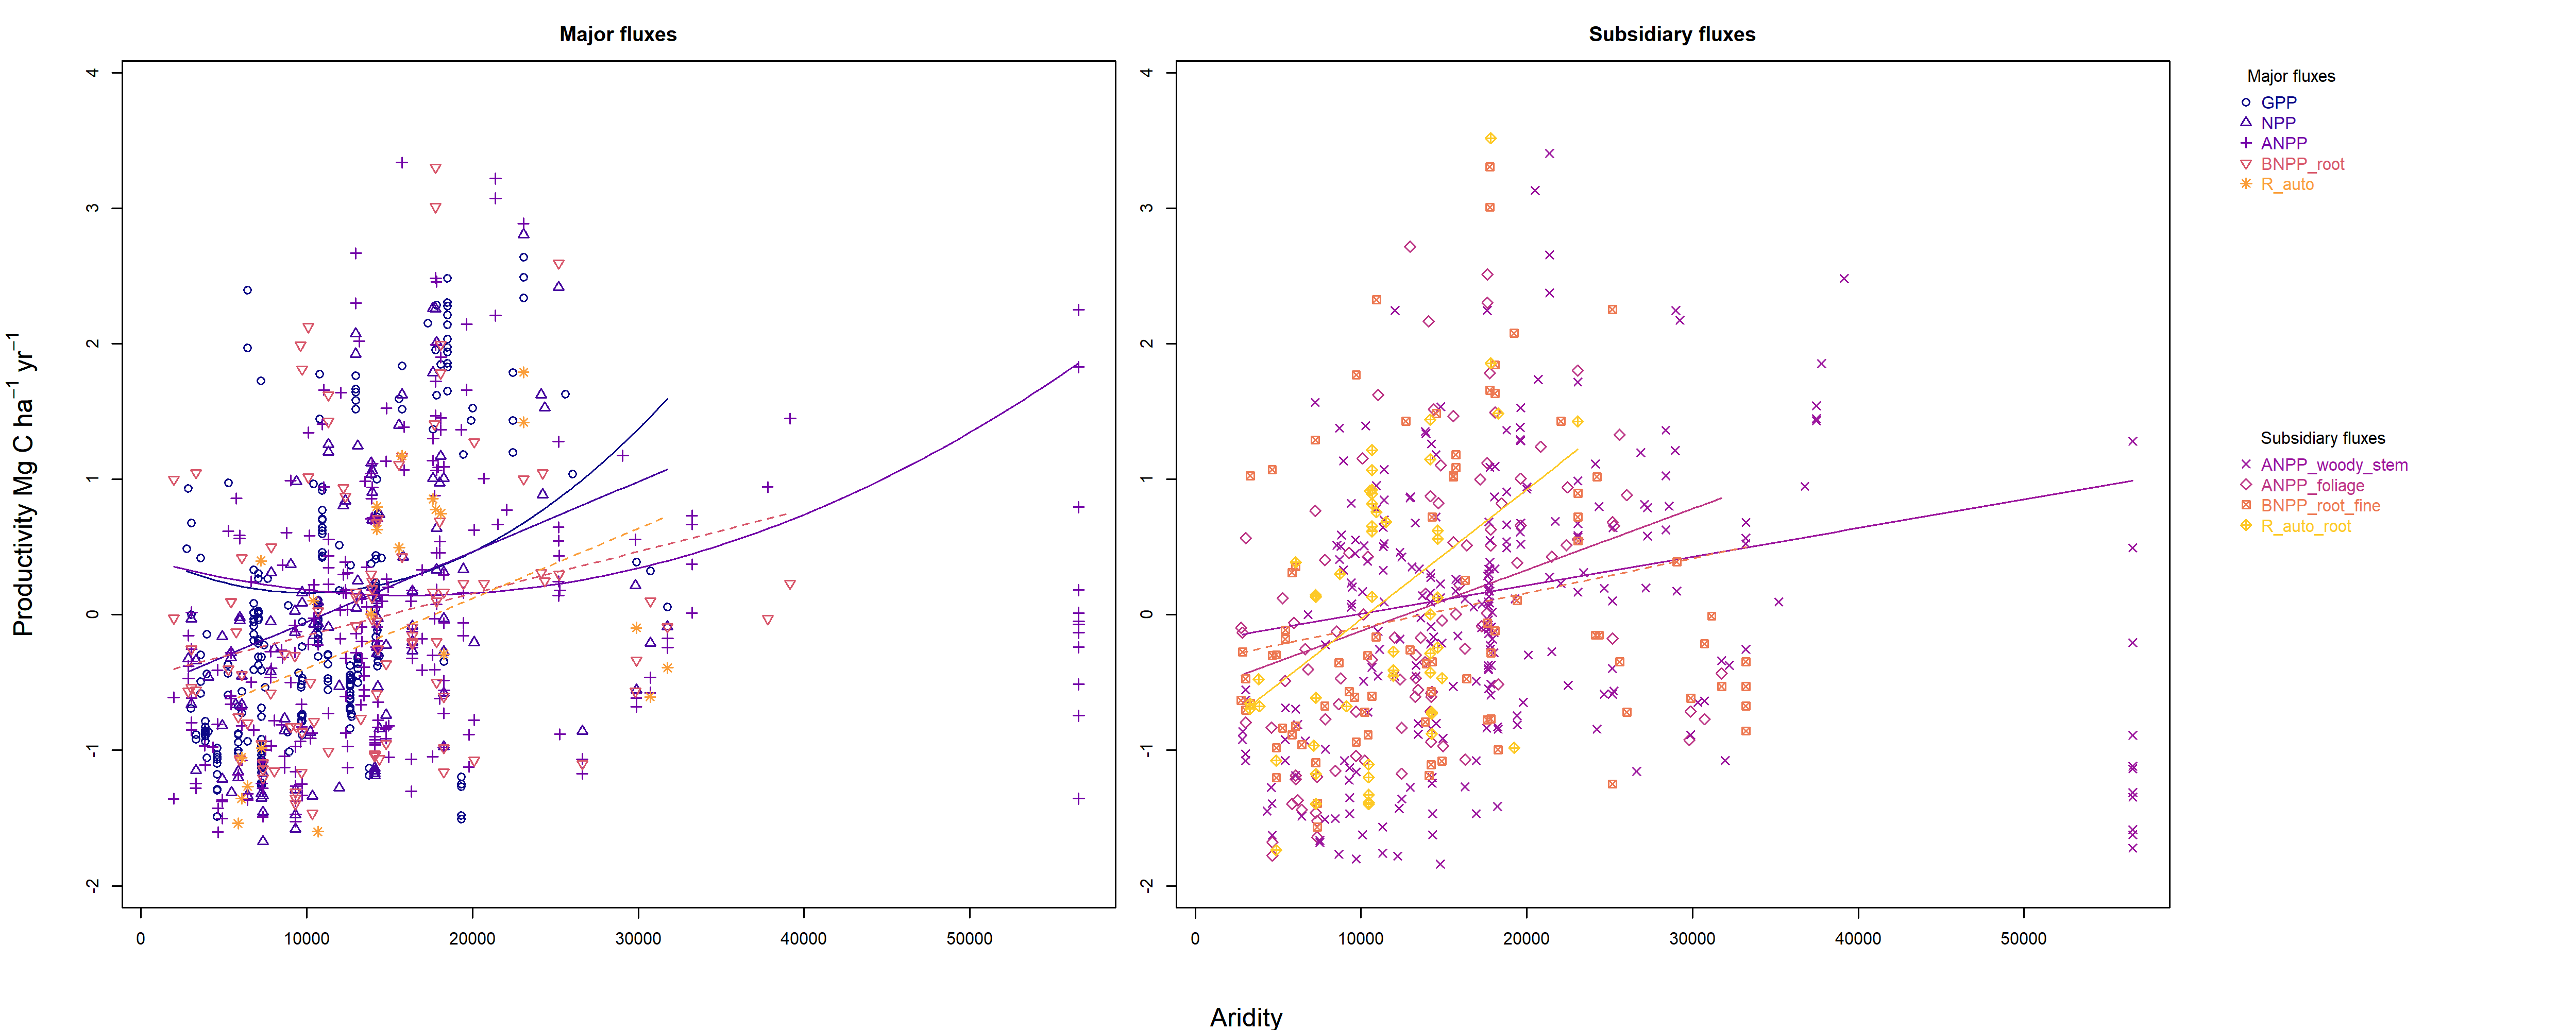 Major fluxes
Subsidiary fluxes
Productivity Mg C ha⁻¹ yr⁻¹
4
3
2
1
0
-1
-2
0 10000 20000 30000 40000 50000
4
3
2
1
0
-1
-2
0 10000 20000 30000 40000 50000
Aridity
Major fluxes
GPP
NPP
ANPP
BNPP_root
R_auto
Subsidiary fluxes
ANPP_woody_stem
ANPP_foliage
BNPP_root_fine
R_auto_root